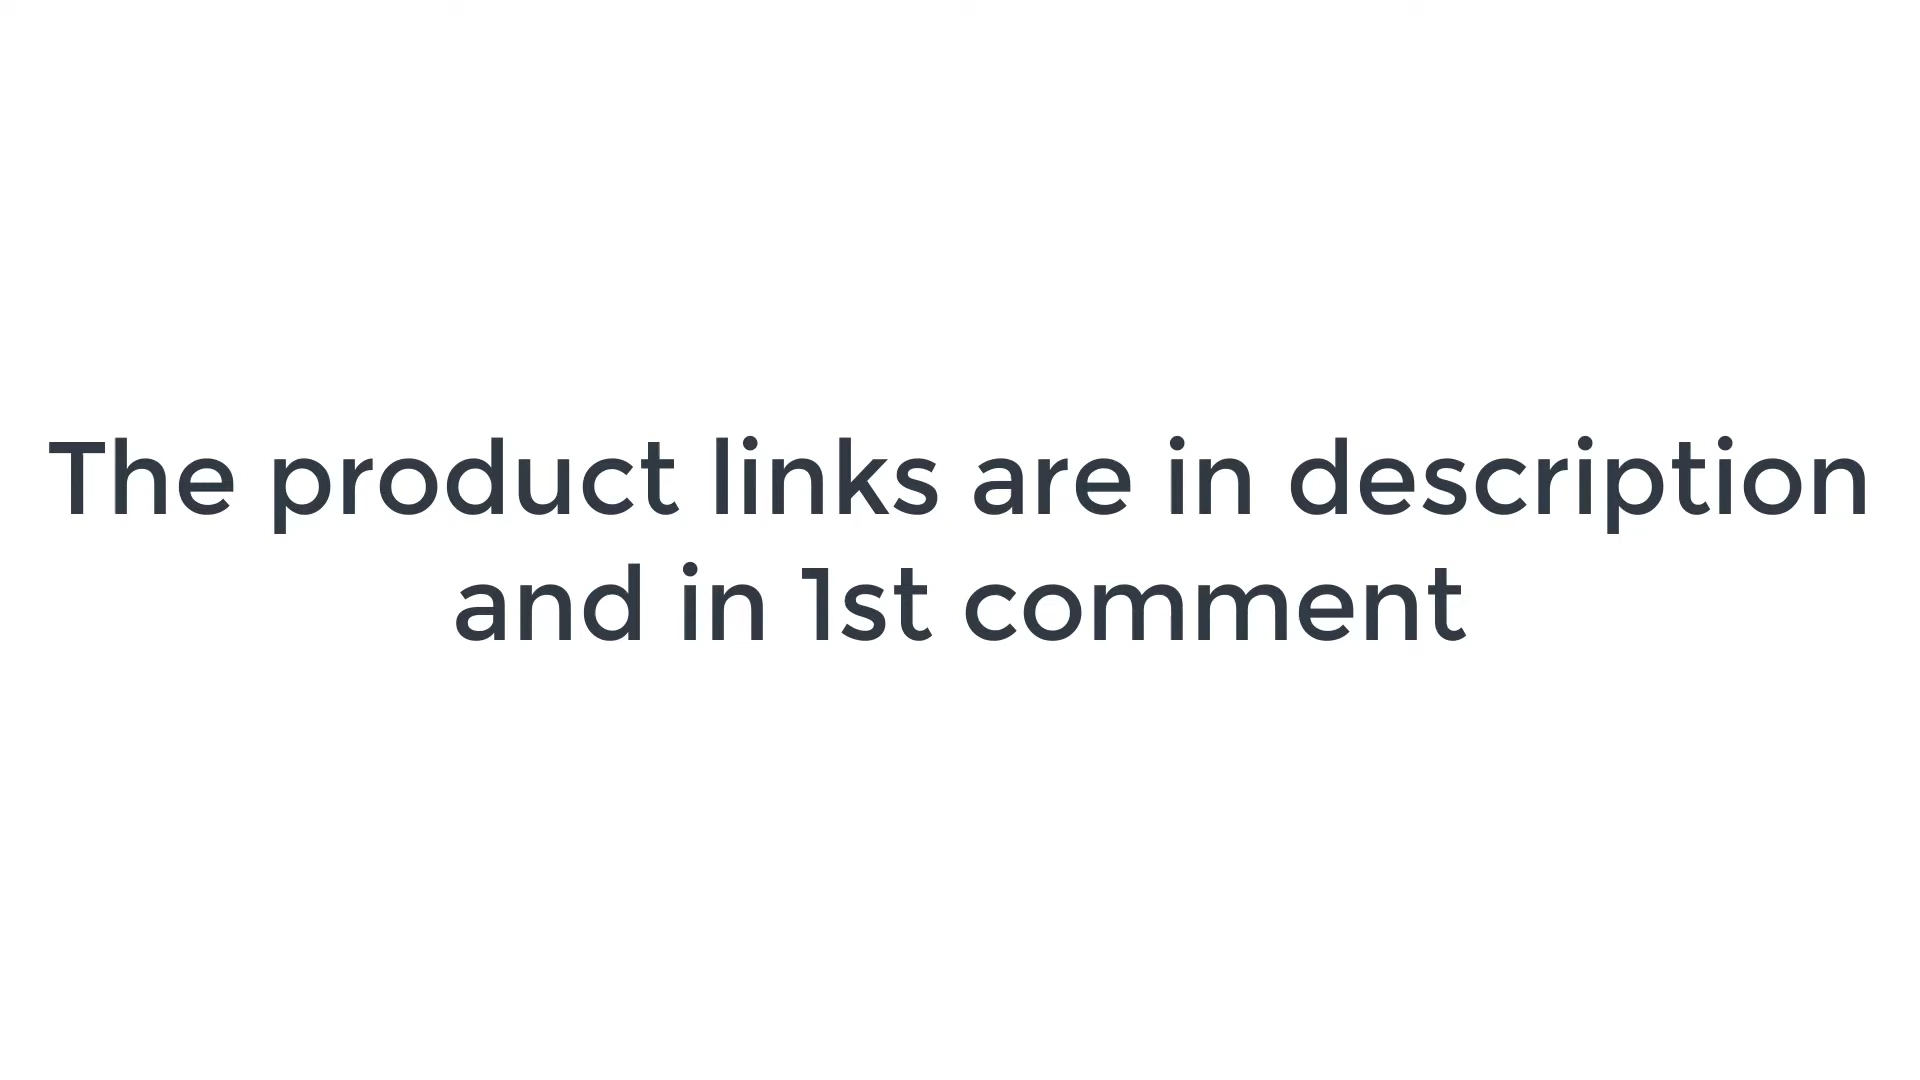 The product links are in description
and in 1st comment